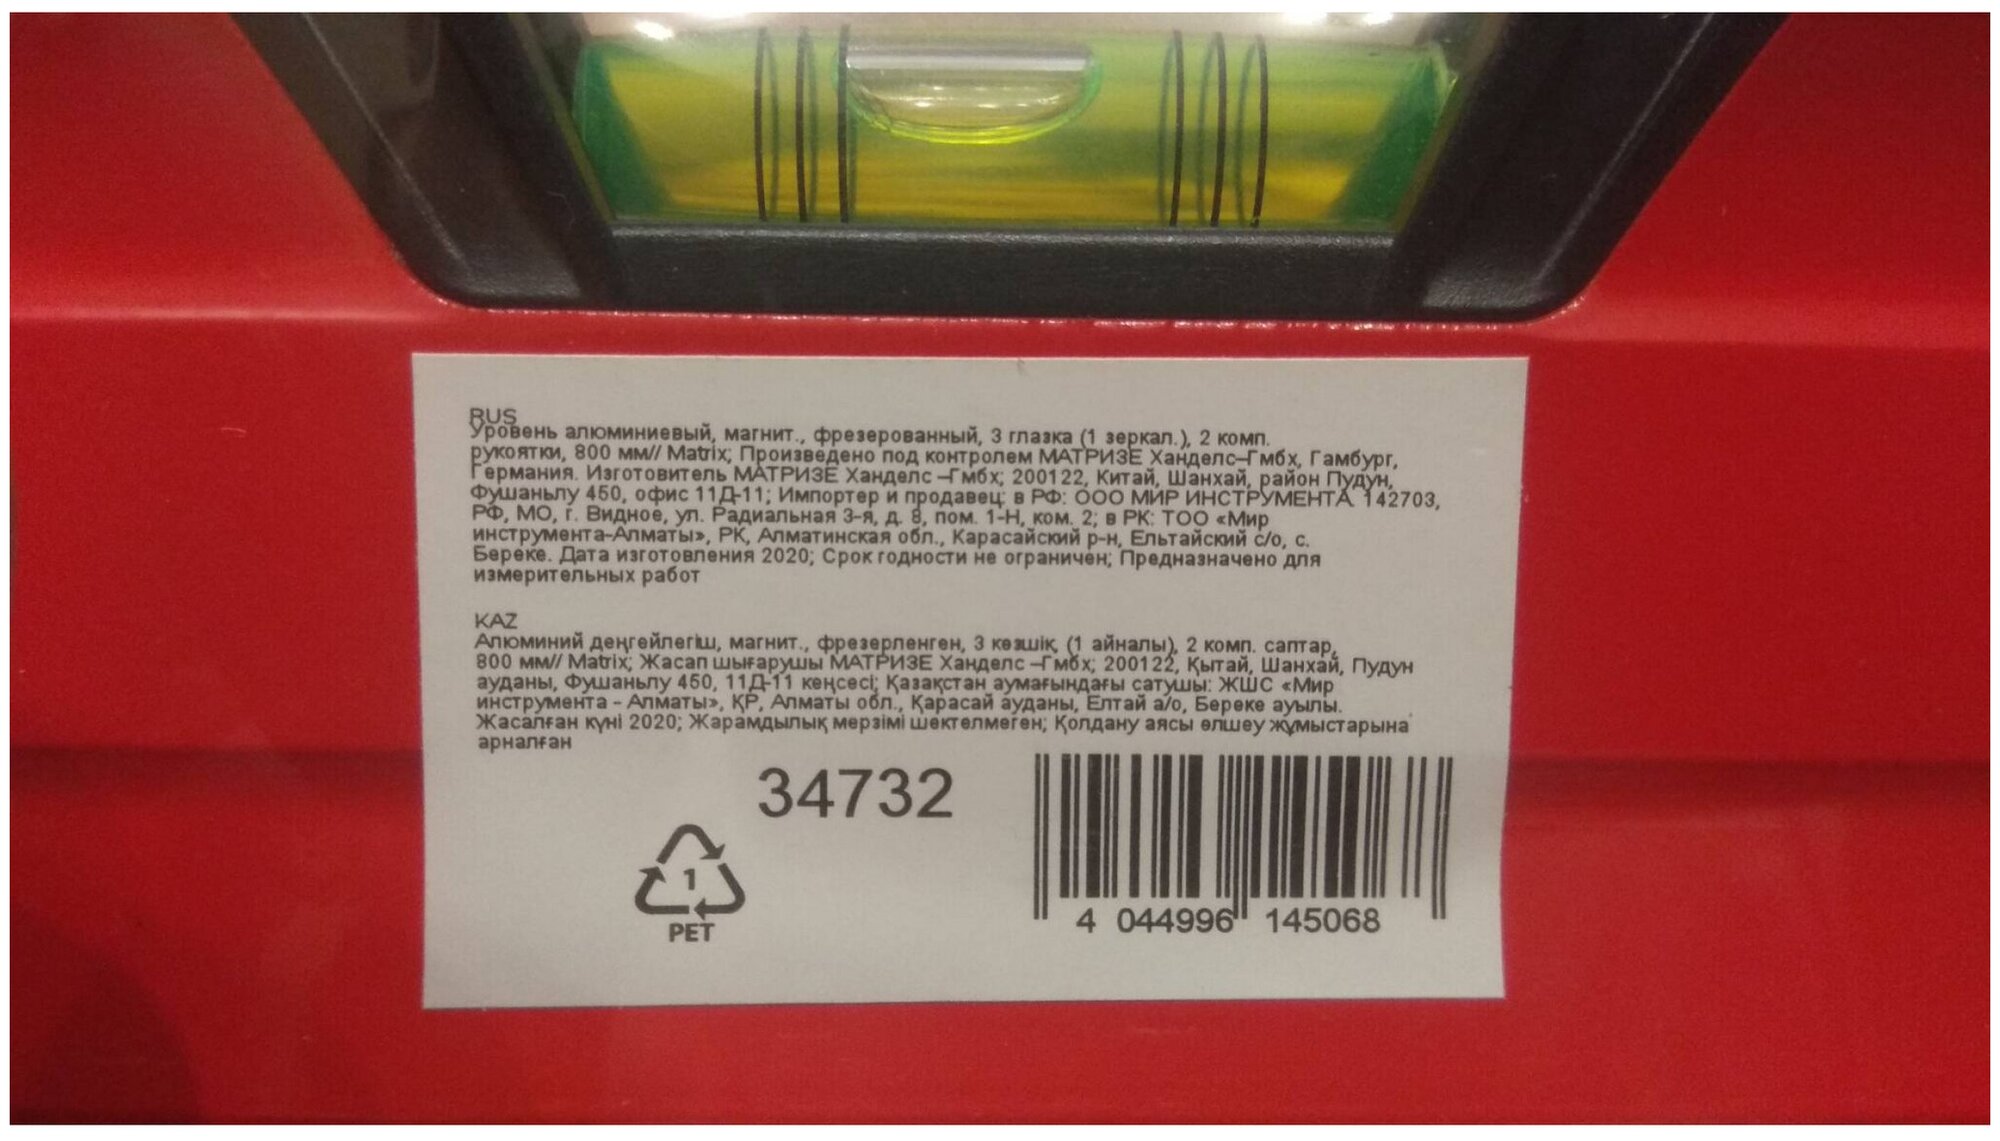 RUS
Уровень алюминиевый, магнит., фрезерованный, 3 глазка (1 зеркал.), 2 комп.
рукоятки, 800 мм// Matrix; Произведено под контролем МАТРИЗЕ Ханделс–Гмбх, Гамбург,
Германия. Изготовитель МАТРИЗЕ Ханделс –Гмбх; 200122, Китай, Шанхай, район Пудун,
Фушаньлу 450, офис 11Д-11; Импортер и продавец: в РФ: ООО МИР ИНСТРУМЕНТА. 142703,
РФ, МО, г. Видное, ул. Радиальная 3-я, д. 8, пом. 1-Н, ком. 2; в РК: ТОО «Мир
инструмента-Алматы», РК, Алматинская обл., Карасайский р-н, Ельтайский с/о, с.
Береке. Дата изготовления 2020; Срок годности не ограничен; Предназначено для
измерительных работ
KAZ
Алюминий деңгейлегіш, магнит., фрезерленген, 3 көзшік, (1 айналы), 2 комп. саптар,
800 мм// Matrix; Жасап шығарушы МАТРИЗЕ Ханделс –Гмбх; 200122, Қытай, Шанхай, Пудун
ауданы, Фушаньлу 450, 11Д-11 кеңсесі; Қазақстан аумағындағы сатушы: ЖШС «Мир
инструмента - Алматы», ҚР, Алматы обл., Қарасай ауданы, Елтай а/о, Береке ауылы.
Жасалған күні 2020; Жарамдылық мерзімі шектелмеген; Қолдану аясы өлшеу жұмыстарына
арналған
34732
1
PET
4 044996 145068